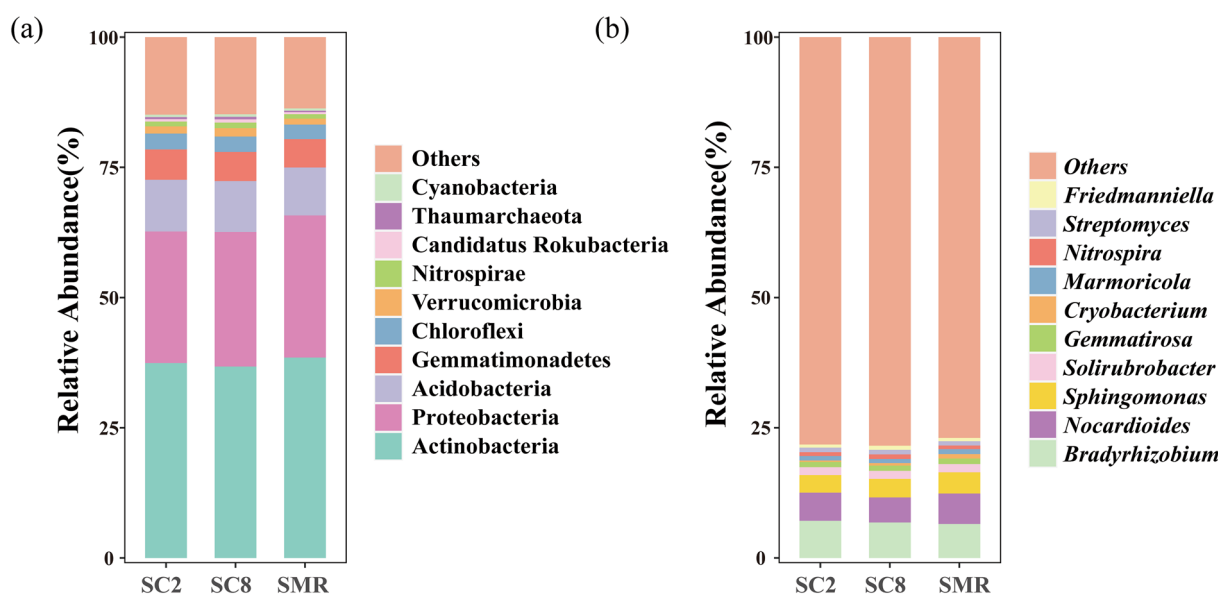 (a)
Relative Abundance(%)
100
75
50
25
0
SC2 SC8 SMR
Others
Cyanobacteria
Thaumarchaeota
Candidatus Rokubacteria
Nitrospirae
Verrucomicrobia
Chloroflexi
Gemmatimonadetes
Acidobacteria
Proteobacteria
Actinobacteria
(b)
Relative Abundance(%)
100
75
50
25
0
SC2 SC8 SMR
Others
Friedmanniella
Streptomyces
Nitrospira
Marmoricola
Cryobacterium
Gemmatirosa
Solirubrobacter
Sphingomonas
Nocardioides
Bradyrhizobium